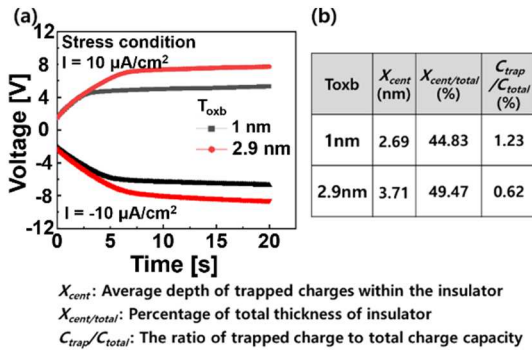 (a)
8
4
0
-4
-8
-12
Voltage [V]
Stress condition
I = 10 μA/cm²
Toxb
1 nm
2.9 nm
I = -10 μA/cm²
0 5 10 15 20
Time [s]
(b)
Toxb Xcent (nm) Xcent/total (%) Ctrap/Ctotal (%)
1nm 2.69 44.83 1.23
2.9nm 3.71 49.47 0.62
Xcent: Average depth of trapped charges within the insulator
Xcent/total: Percentage of total thickness of insulator
Ctrap/Ctotal: The ratio of trapped charge to total charge capacity